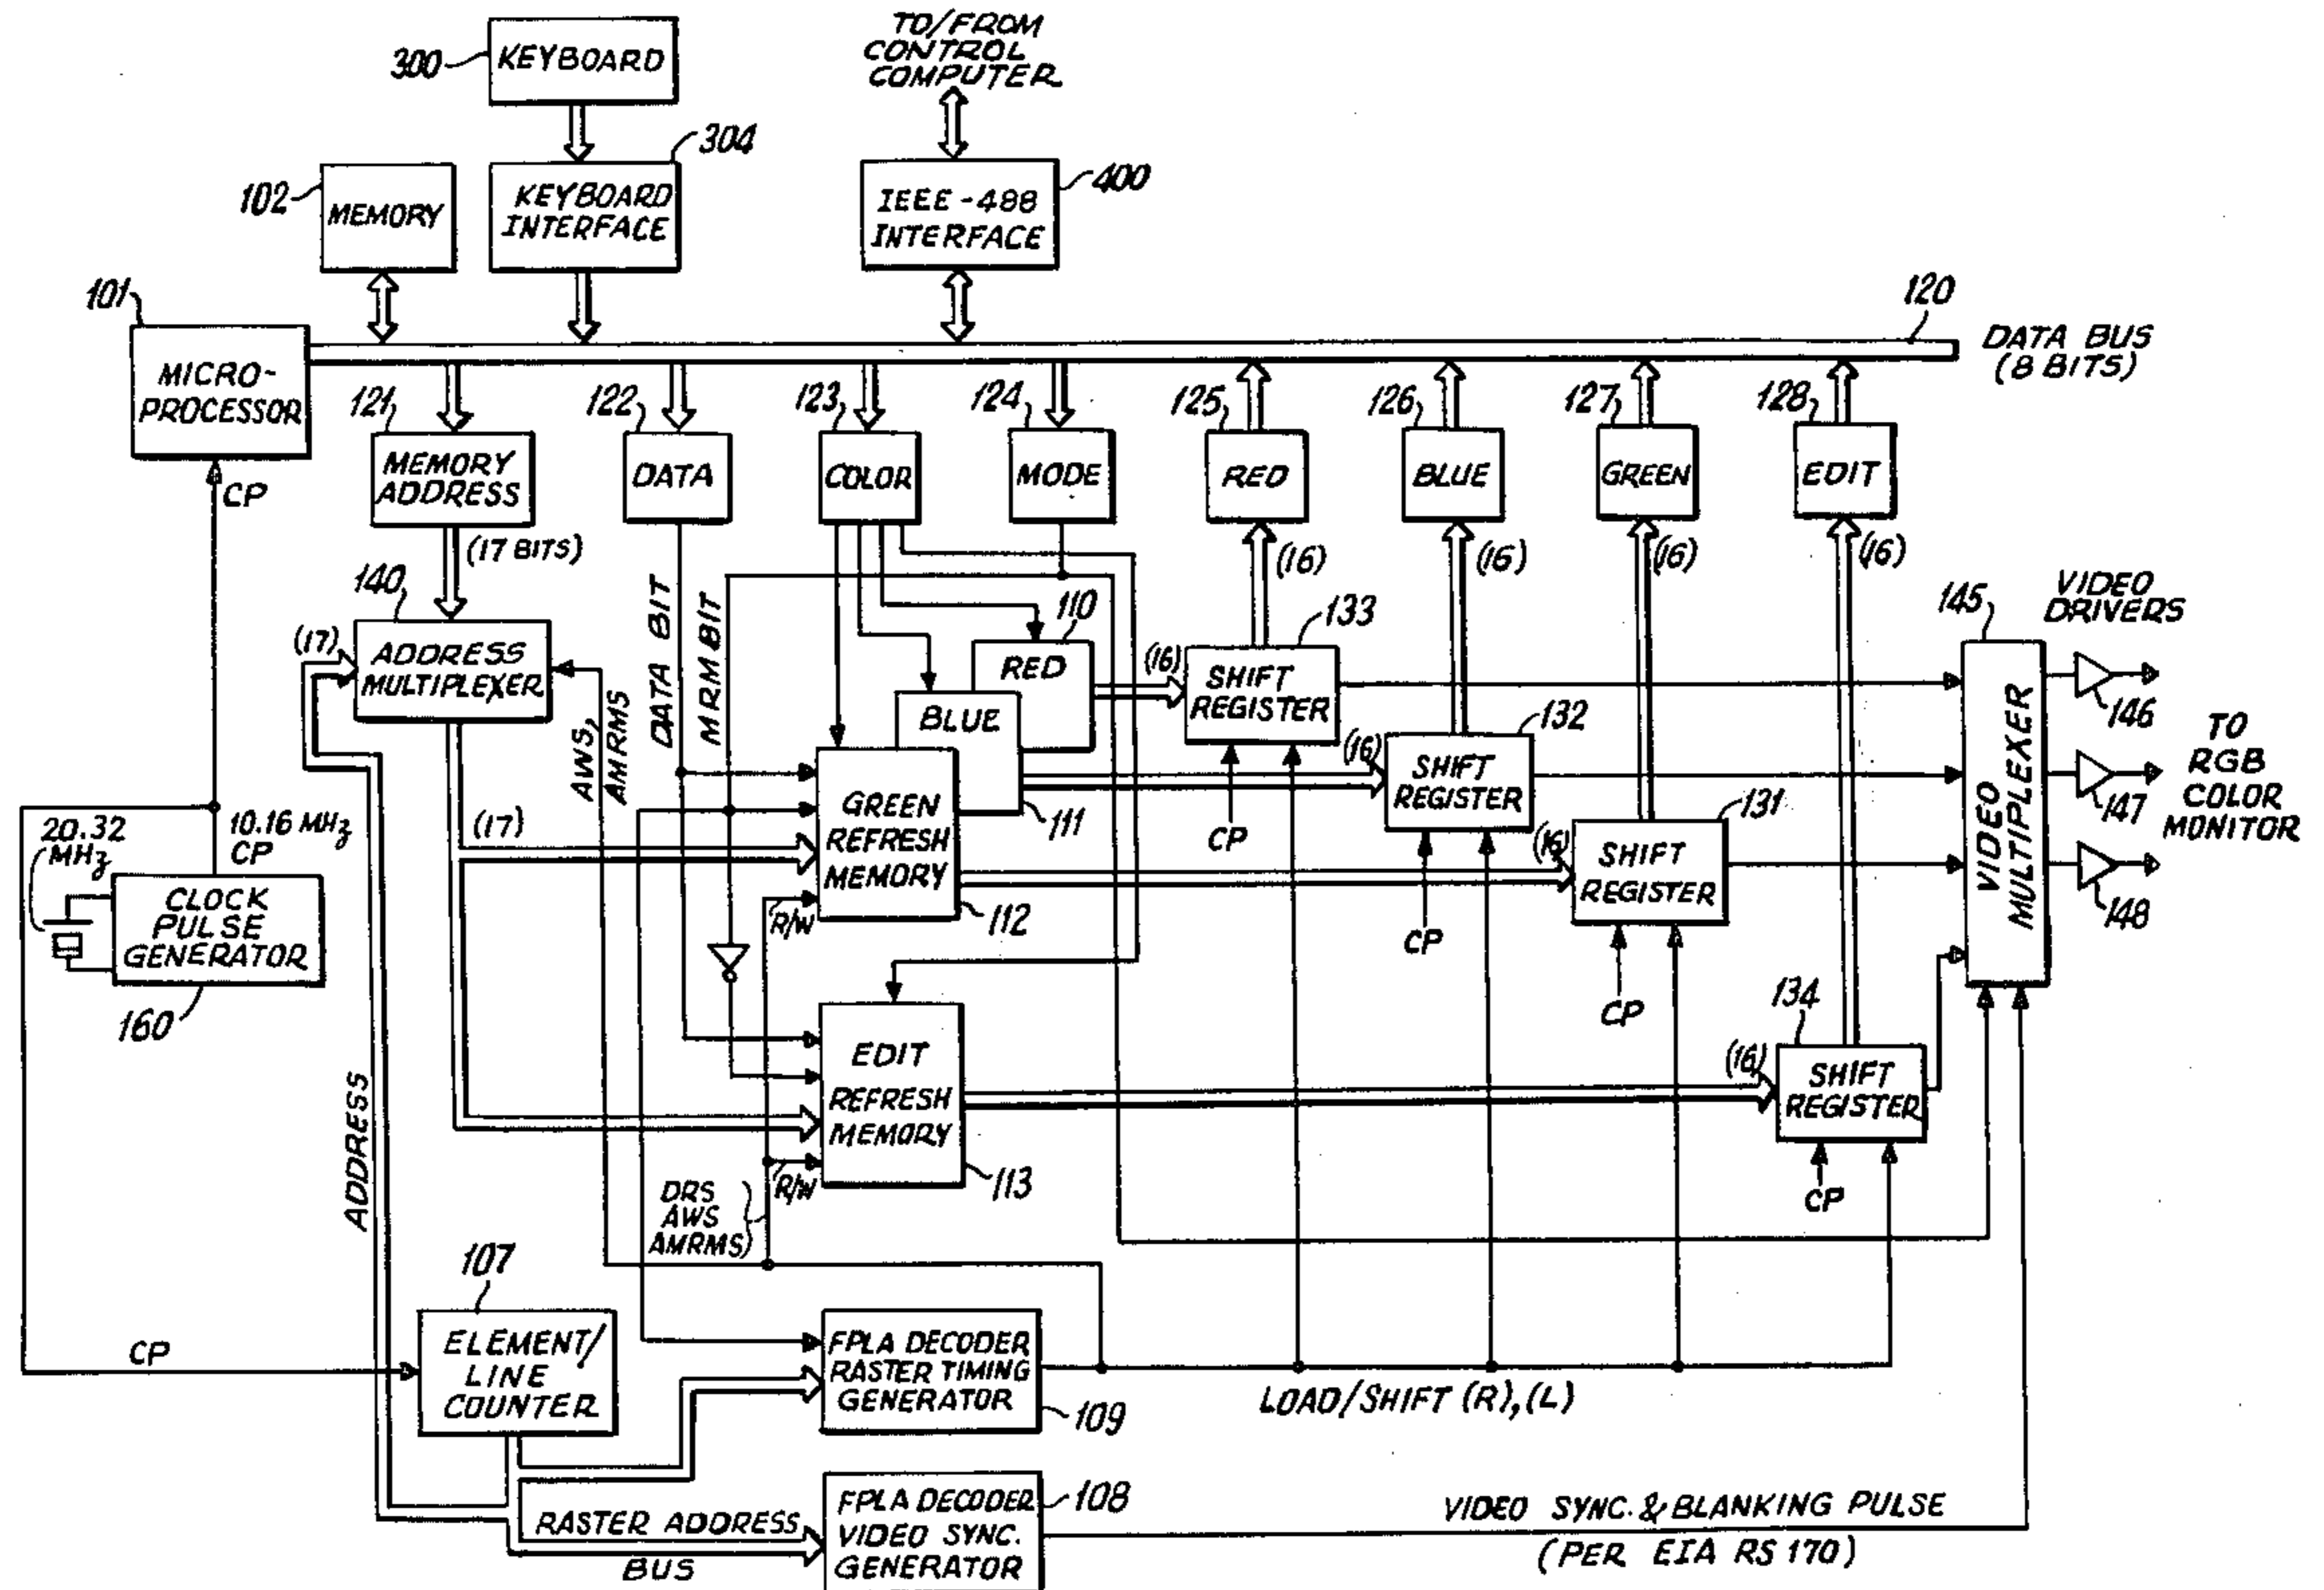 TO/FROM
CONTROL
COMPUTER
300
KEYBOARD
304
102
MEMORY
KEYBOARD
INTERFACE
IEEE-488
INTERFACE
400
101
120
DATA BUS
(8 BITS)
MICRO-
PROCESSOR
121
122
123
124
125
126
127
128
MEMORY
ADDRESS
DATA
COLOR
MODE
RED
BLUE
GREEN
EDIT
CP
(17 BITS)
(16)
(16)
(16)
(16)
140
(17)
ADDRESS
MULTIPLEXER
AWS,
AMRMS
DATA BIT
MRM BIT
110
RED
BLUE
111
GREEN
REFRESH
MEMORY
112
R/W
(17)
(16)
133
SHIFT
REGISTER
CP
(16)
132
SHIFT
REGISTER
CP
(16)
131
SHIFT
REGISTER
CP
145
VIDEO
MULTIPLEXER
VIDEO
DRIVERS
146
147
148
TO
RGB
COLOR
MONITOR
20.32
MHz
10.16 MHz
CP
CLOCK
PULSE
GENERATOR
160
EDIT
REFRESH
MEMORY
113
R/W
DRS
AWS
AMRMS
(16)
134
SHIFT
REGISTER
CP
ADDRESS
107
CP
ELEMENT/
LINE
COUNTER
FPLA DECODER
RASTER TIMING
GENERATOR
109
LOAD/SHIFT (R),(L)
RASTER ADDRESS
BUS
FPLA DECODER
VIDEO SYNC.
GENERATOR
108
VIDEO SYNC. & BLANKING PULSE
(PER EIA RS 170)